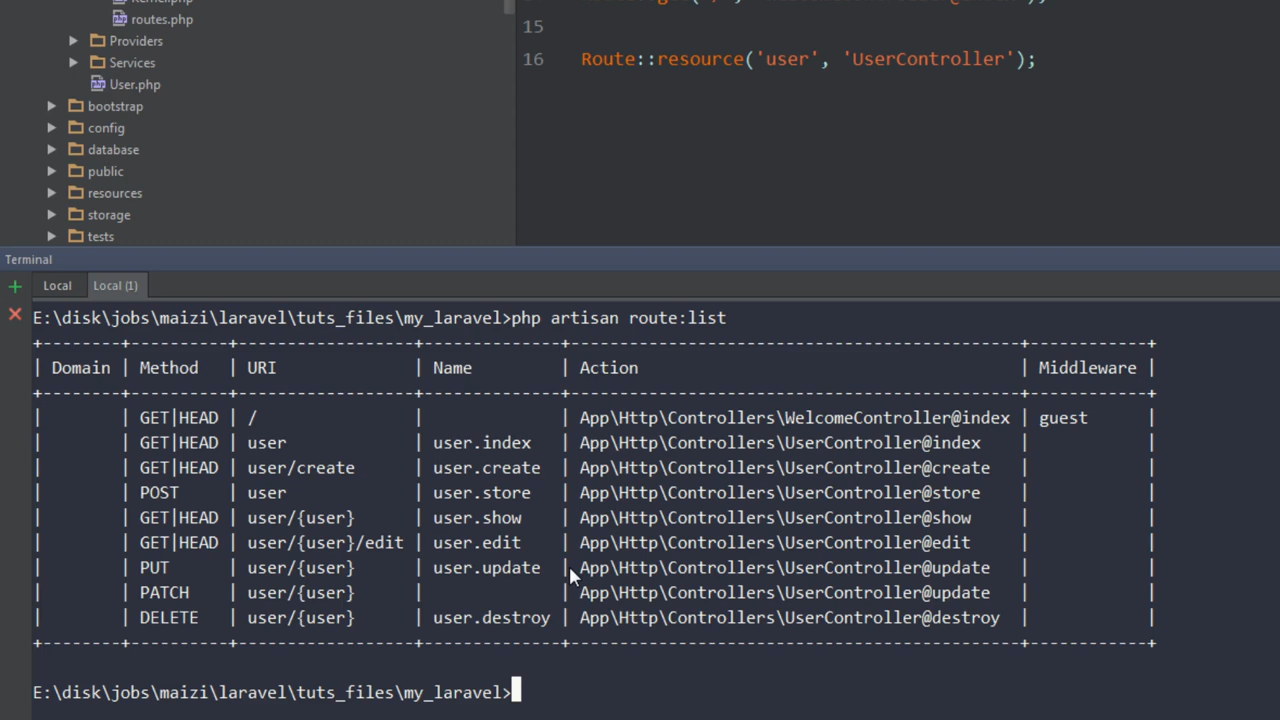 routes.php
Providers
Services
User.php
bootstrap
config
database
public
resources
storage
tests
15
16 Route::resource('user', 'UserController');
Terminal
Local Local (1)
E:\disk\jobs\maizi\laravel\tuts_files\my_laravel>php artisan route:list
+--------+----------+------------------+--------------+----------------------------------------------+------------+
| Domain | Method | URI | Name | Action | Middleware |
+--------+----------+------------------+--------------+----------------------------------------------+------------+
| | GET|HEAD | / | | App\Http\Controllers\WelcomeController@index | guest |
| | GET|HEAD | user | user.index | App\Http\Controllers\UserController@index | |
| | GET|HEAD | user/create | user.create | App\Http\Controllers\UserController@create | |
| | POST | user | user.store | App\Http\Controllers\UserController@store | |
| | GET|HEAD | user/{user} | user.show | App\Http\Controllers\UserController@show | |
| | GET|HEAD | user/{user}/edit | user.edit | App\Http\Controllers\UserController@edit | |
| | PUT | user/{user} | user.update | App\Http\Controllers\UserController@update | |
| | PATCH | user/{user} | | App\Http\Controllers\UserController@update | |
| | DELETE | user/{user} | user.destroy | App\Http\Controllers\UserController@destroy | |
+--------+----------+------------------+--------------+----------------------------------------------+------------+
E:\disk\jobs\maizi\laravel\tuts_files\my_laravel>